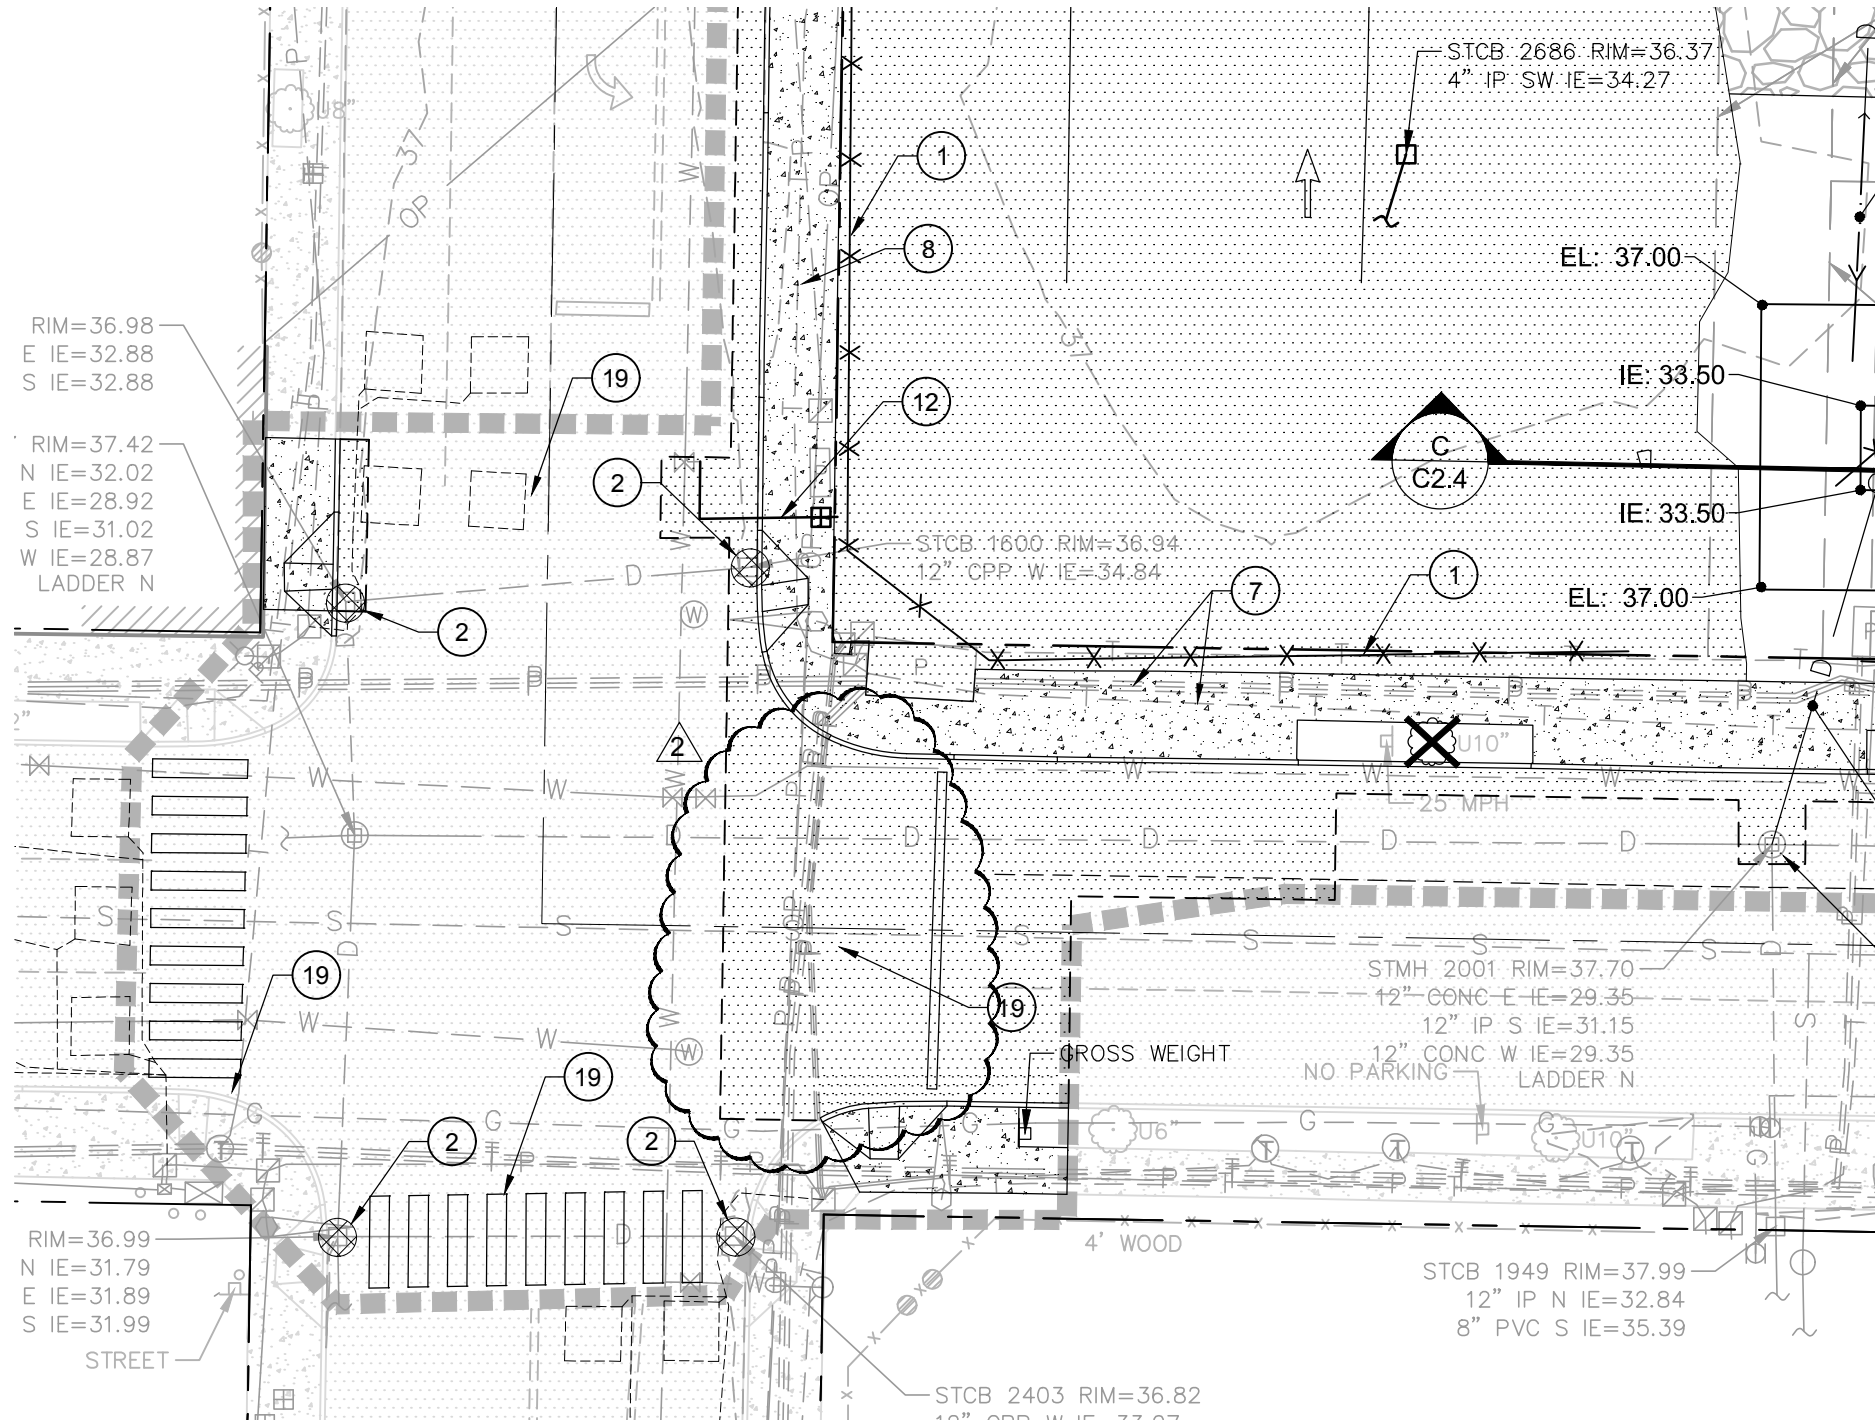 STCB 2686 RIM=36.37
4" IP SW IE=34.27
U8"
37
OP
OP
1
8
EL: 37.00
RIM=36.98
E IE=32.88
S IE=32.88
37
19
12
IE: 33.50
C
C2.4
RIM=37.42
N IE=32.02
E IE=28.92
S IE=31.02
W IE=28.87
LADDER N
2
IE: 33.50
STCB 1600 RIM=36.94
12" CPP W IE=34.84
1
7
EL: 37.00
2
2
U10"
25 MPH
19
STMH 2001 RIM=37.70
12" CONC E IE=29.35
12" IP S IE=31.15
12" CONC W IE=29.35
LADDER N
19
GROSS WEIGHT
NO PARKING
19
2
2
U6"
U10"
RIM=36.99
N IE=31.79
E IE=31.89
S IE=31.99
STREET
4' WOOD
STCB 1949 RIM=37.99
12" IP N IE=32.84
8" PVC S IE=35.39
STCB 2403 RIM=36.82